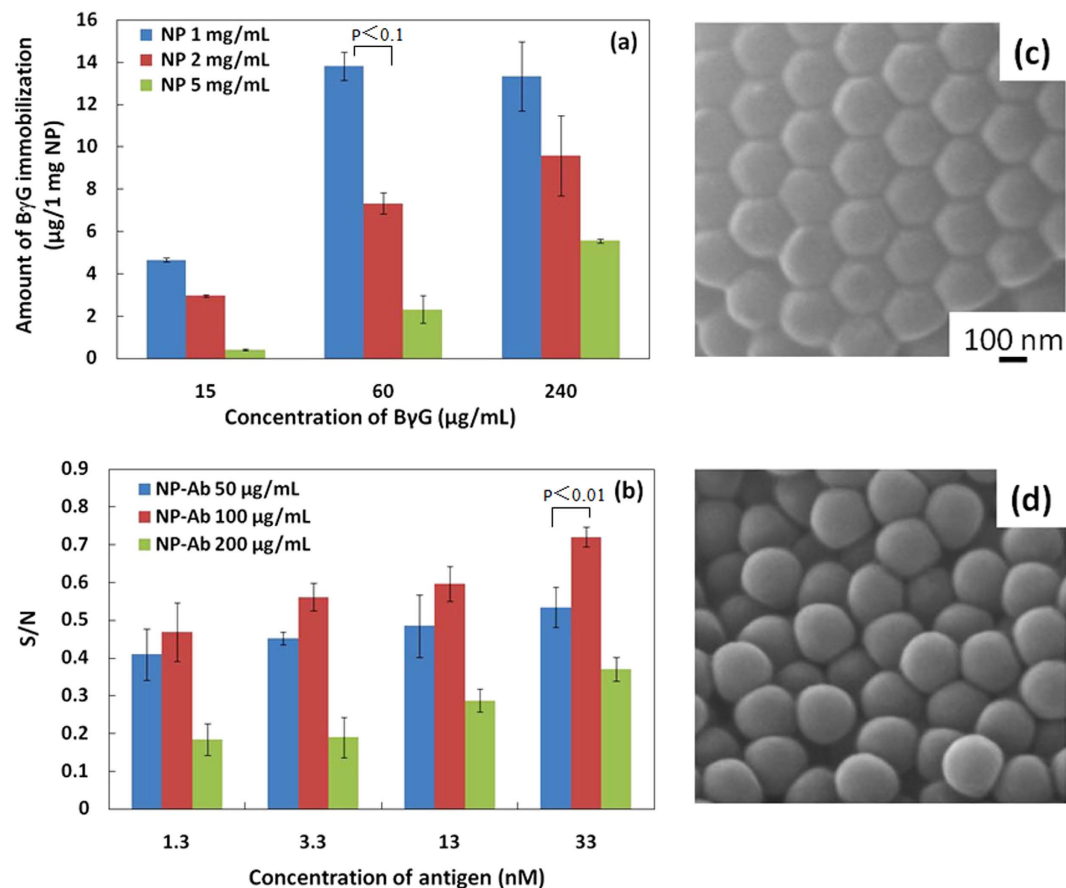 16
14
12
10
8
6
4
2
0
NP 1 mg/mL
NP 2 mg/mL
NP 5 mg/mL
P<0.1
(a)
Amount of BγG immobilization
(μg/1 mg NP)
15 60 240
Concentration of BγG (μg/mL)
(c)
100 nm
0.9
0.8
0.7
0.6
0.5
0.4
0.3
0.2
0.1
0
S/N
NP-Ab 50 μg/mL
NP-Ab 100 μg/mL
NP-Ab 200 μg/mL
P<0.01
(b)
1.3 3.3 13 33
Concentration of antigen (nM)
(d)